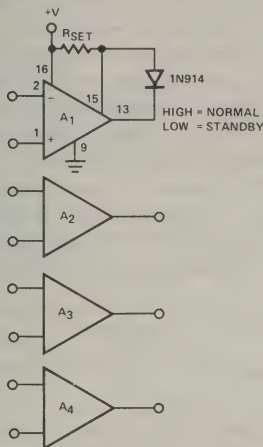 +V
RSET
16
2
−
15
13
1N914
A1
1
+
9
HIGH = NORMAL
LOW = STANDBY
A2
A3
A4